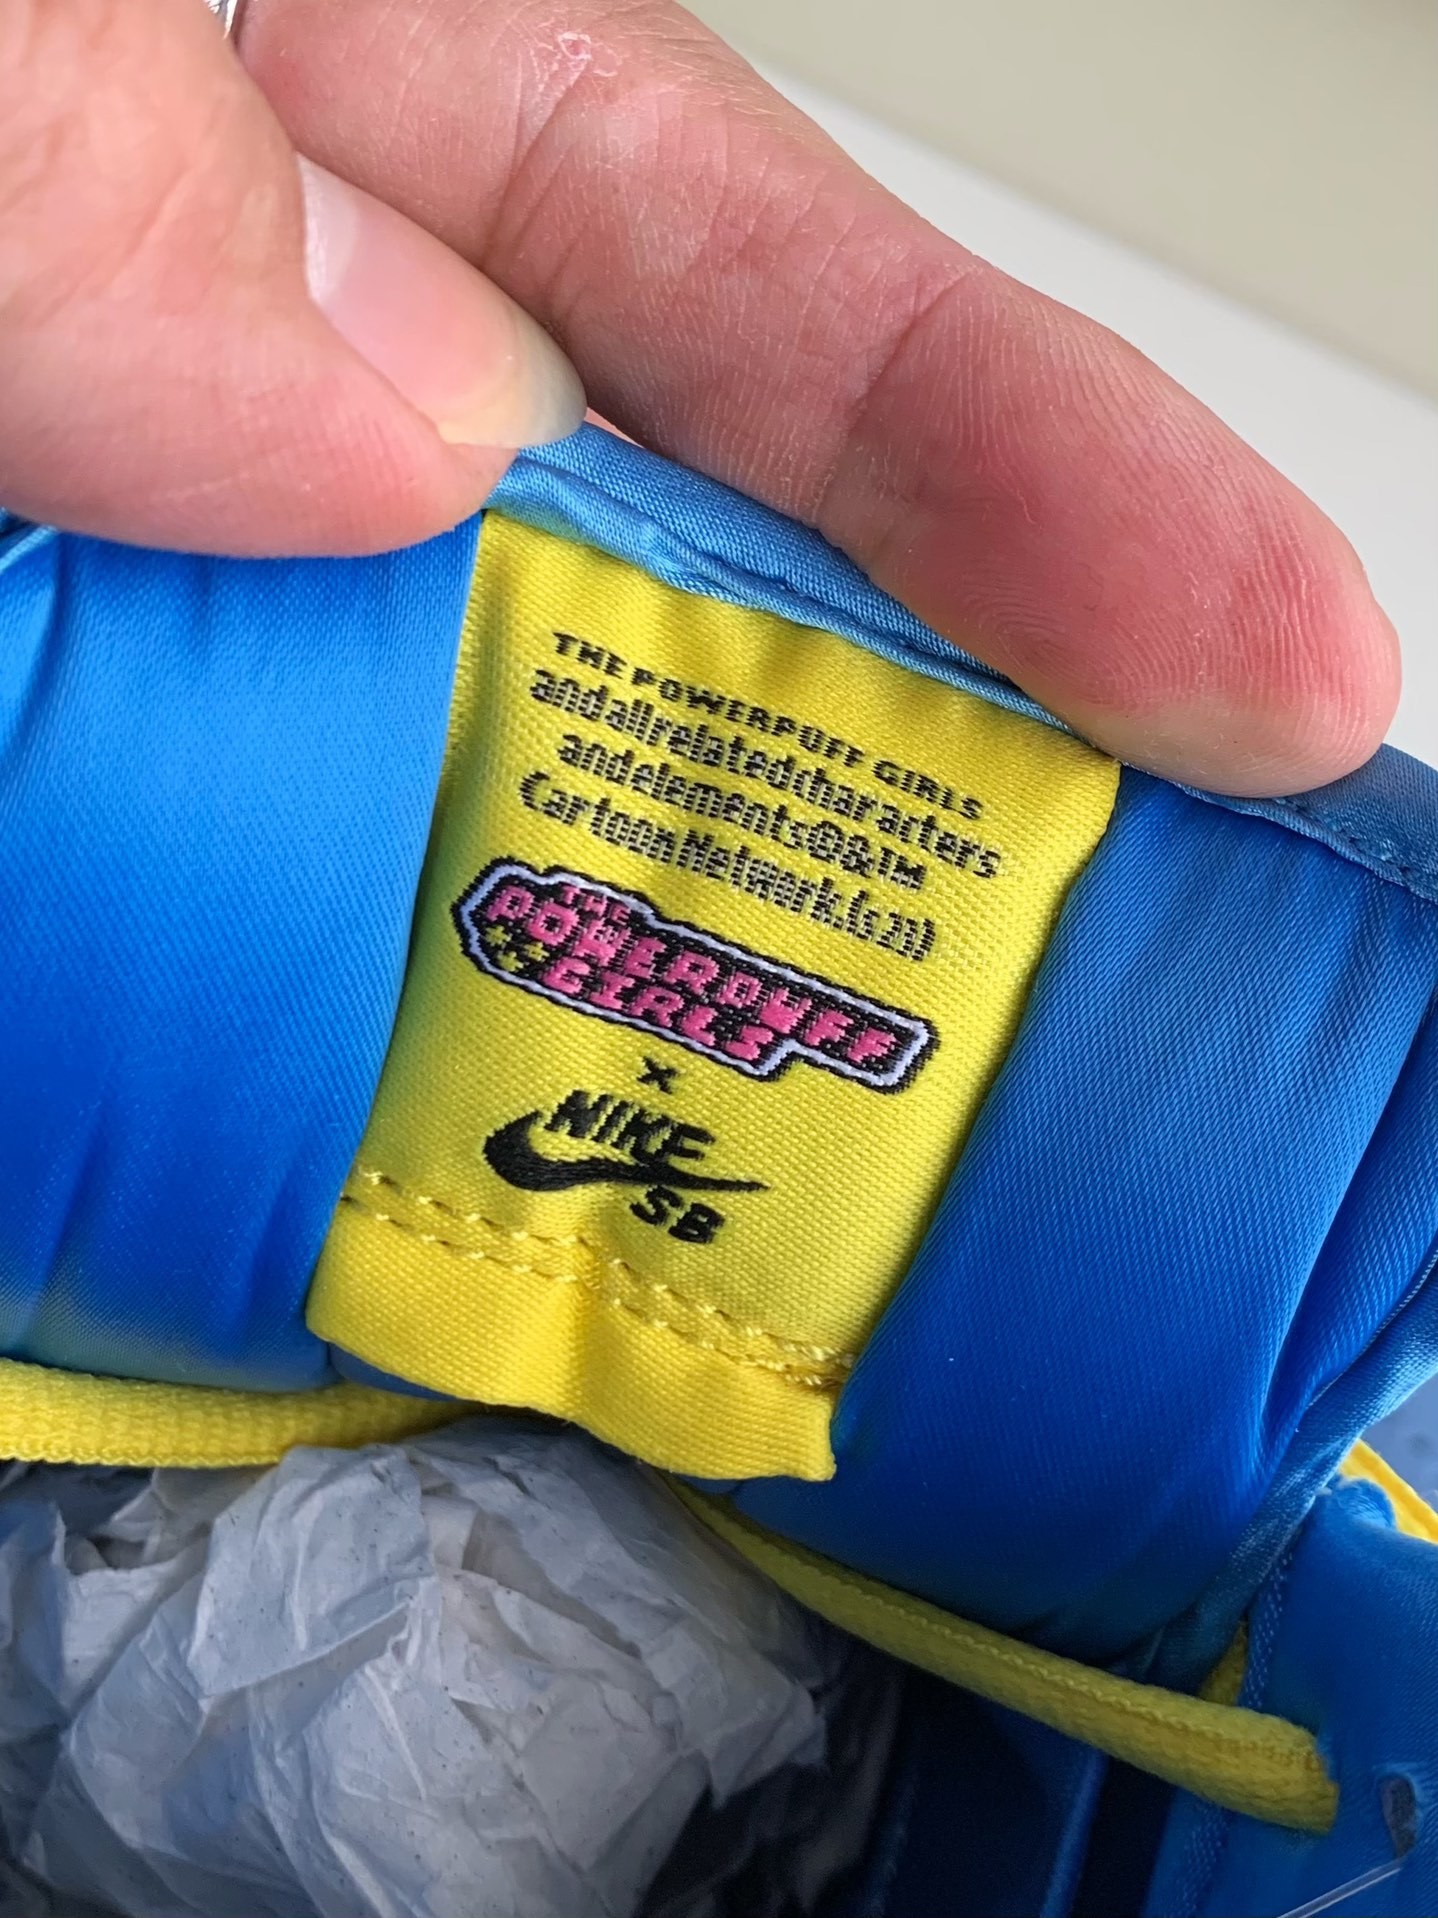 THE POWERPUFF GIRLS
and all related characters
and elements © & TM
Cartoon Network. (s21)
THE
POWERPUFF
GIRLS
x
NIKE
SB